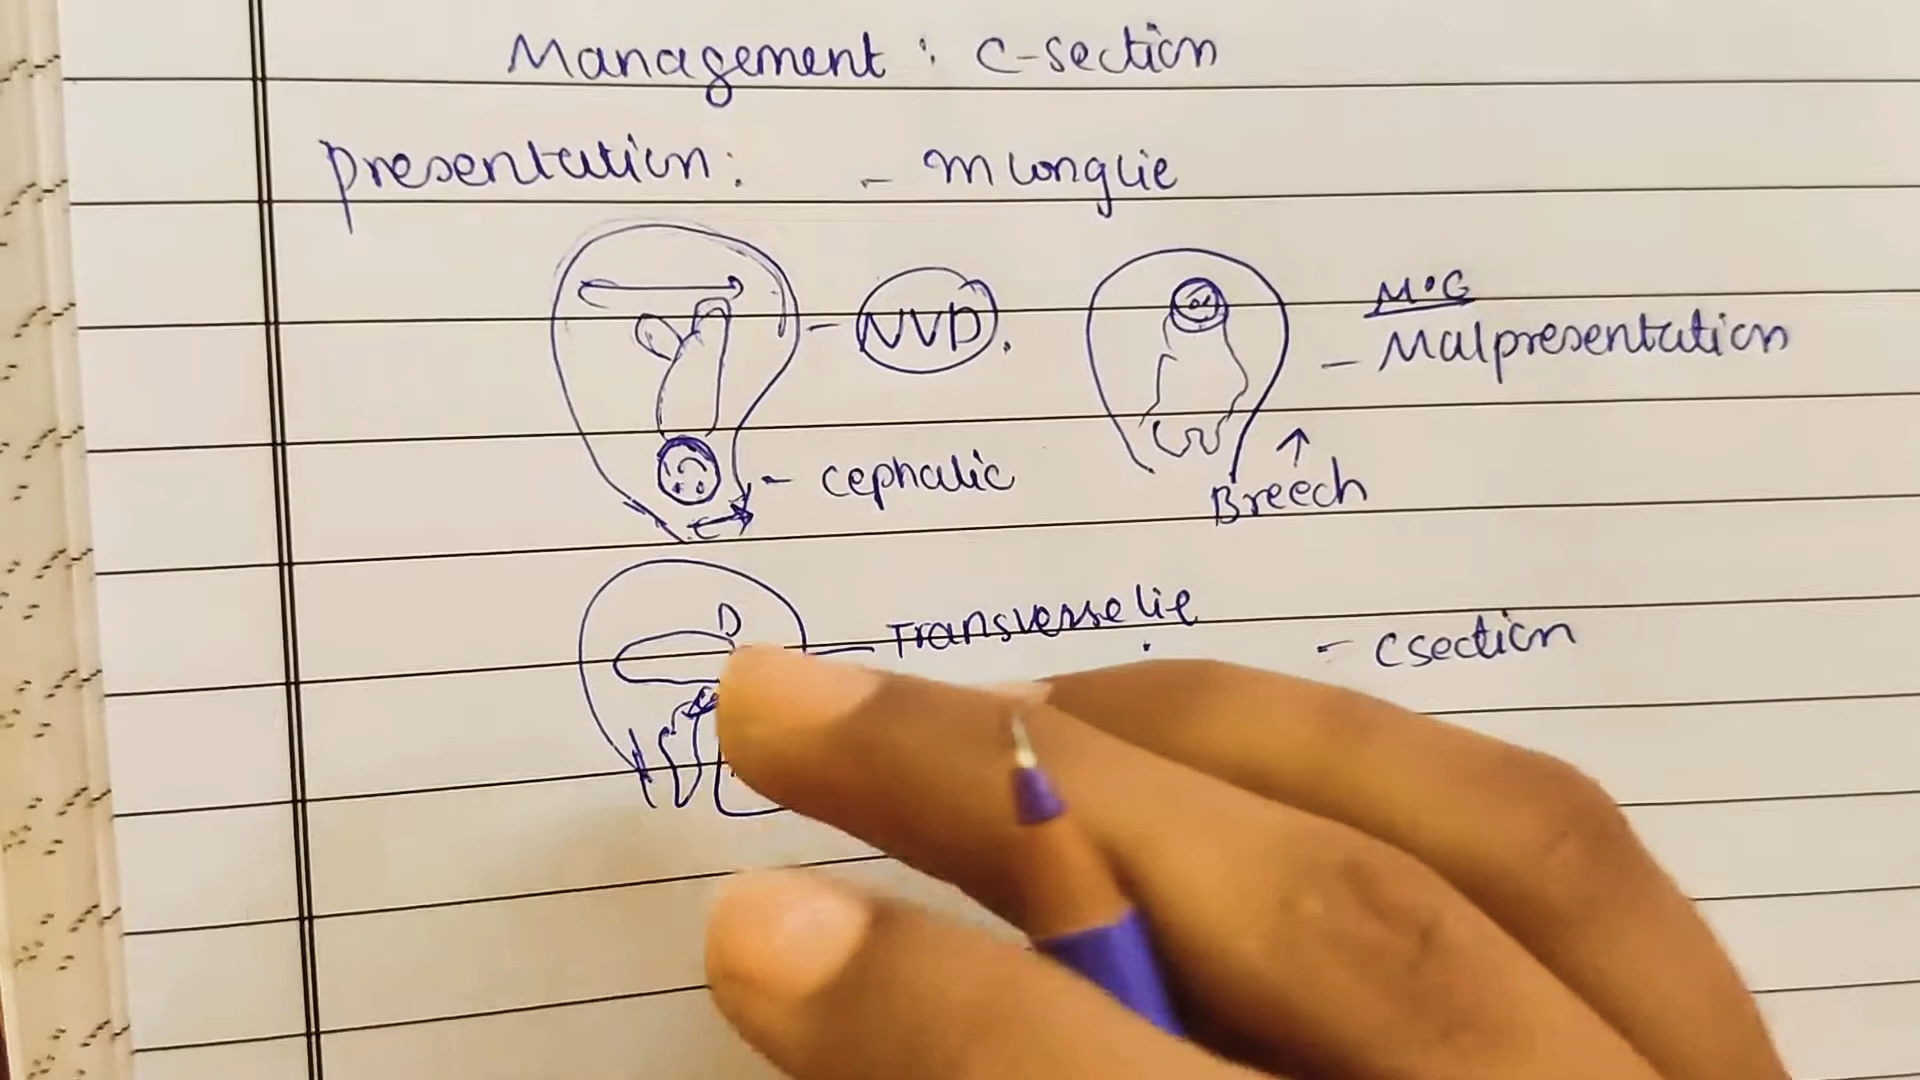 Management : C-section
presentation : - m longlie
- NVD.
M.C
- Malpresentation
- cephalic
Breech
Transverse lie
- csection